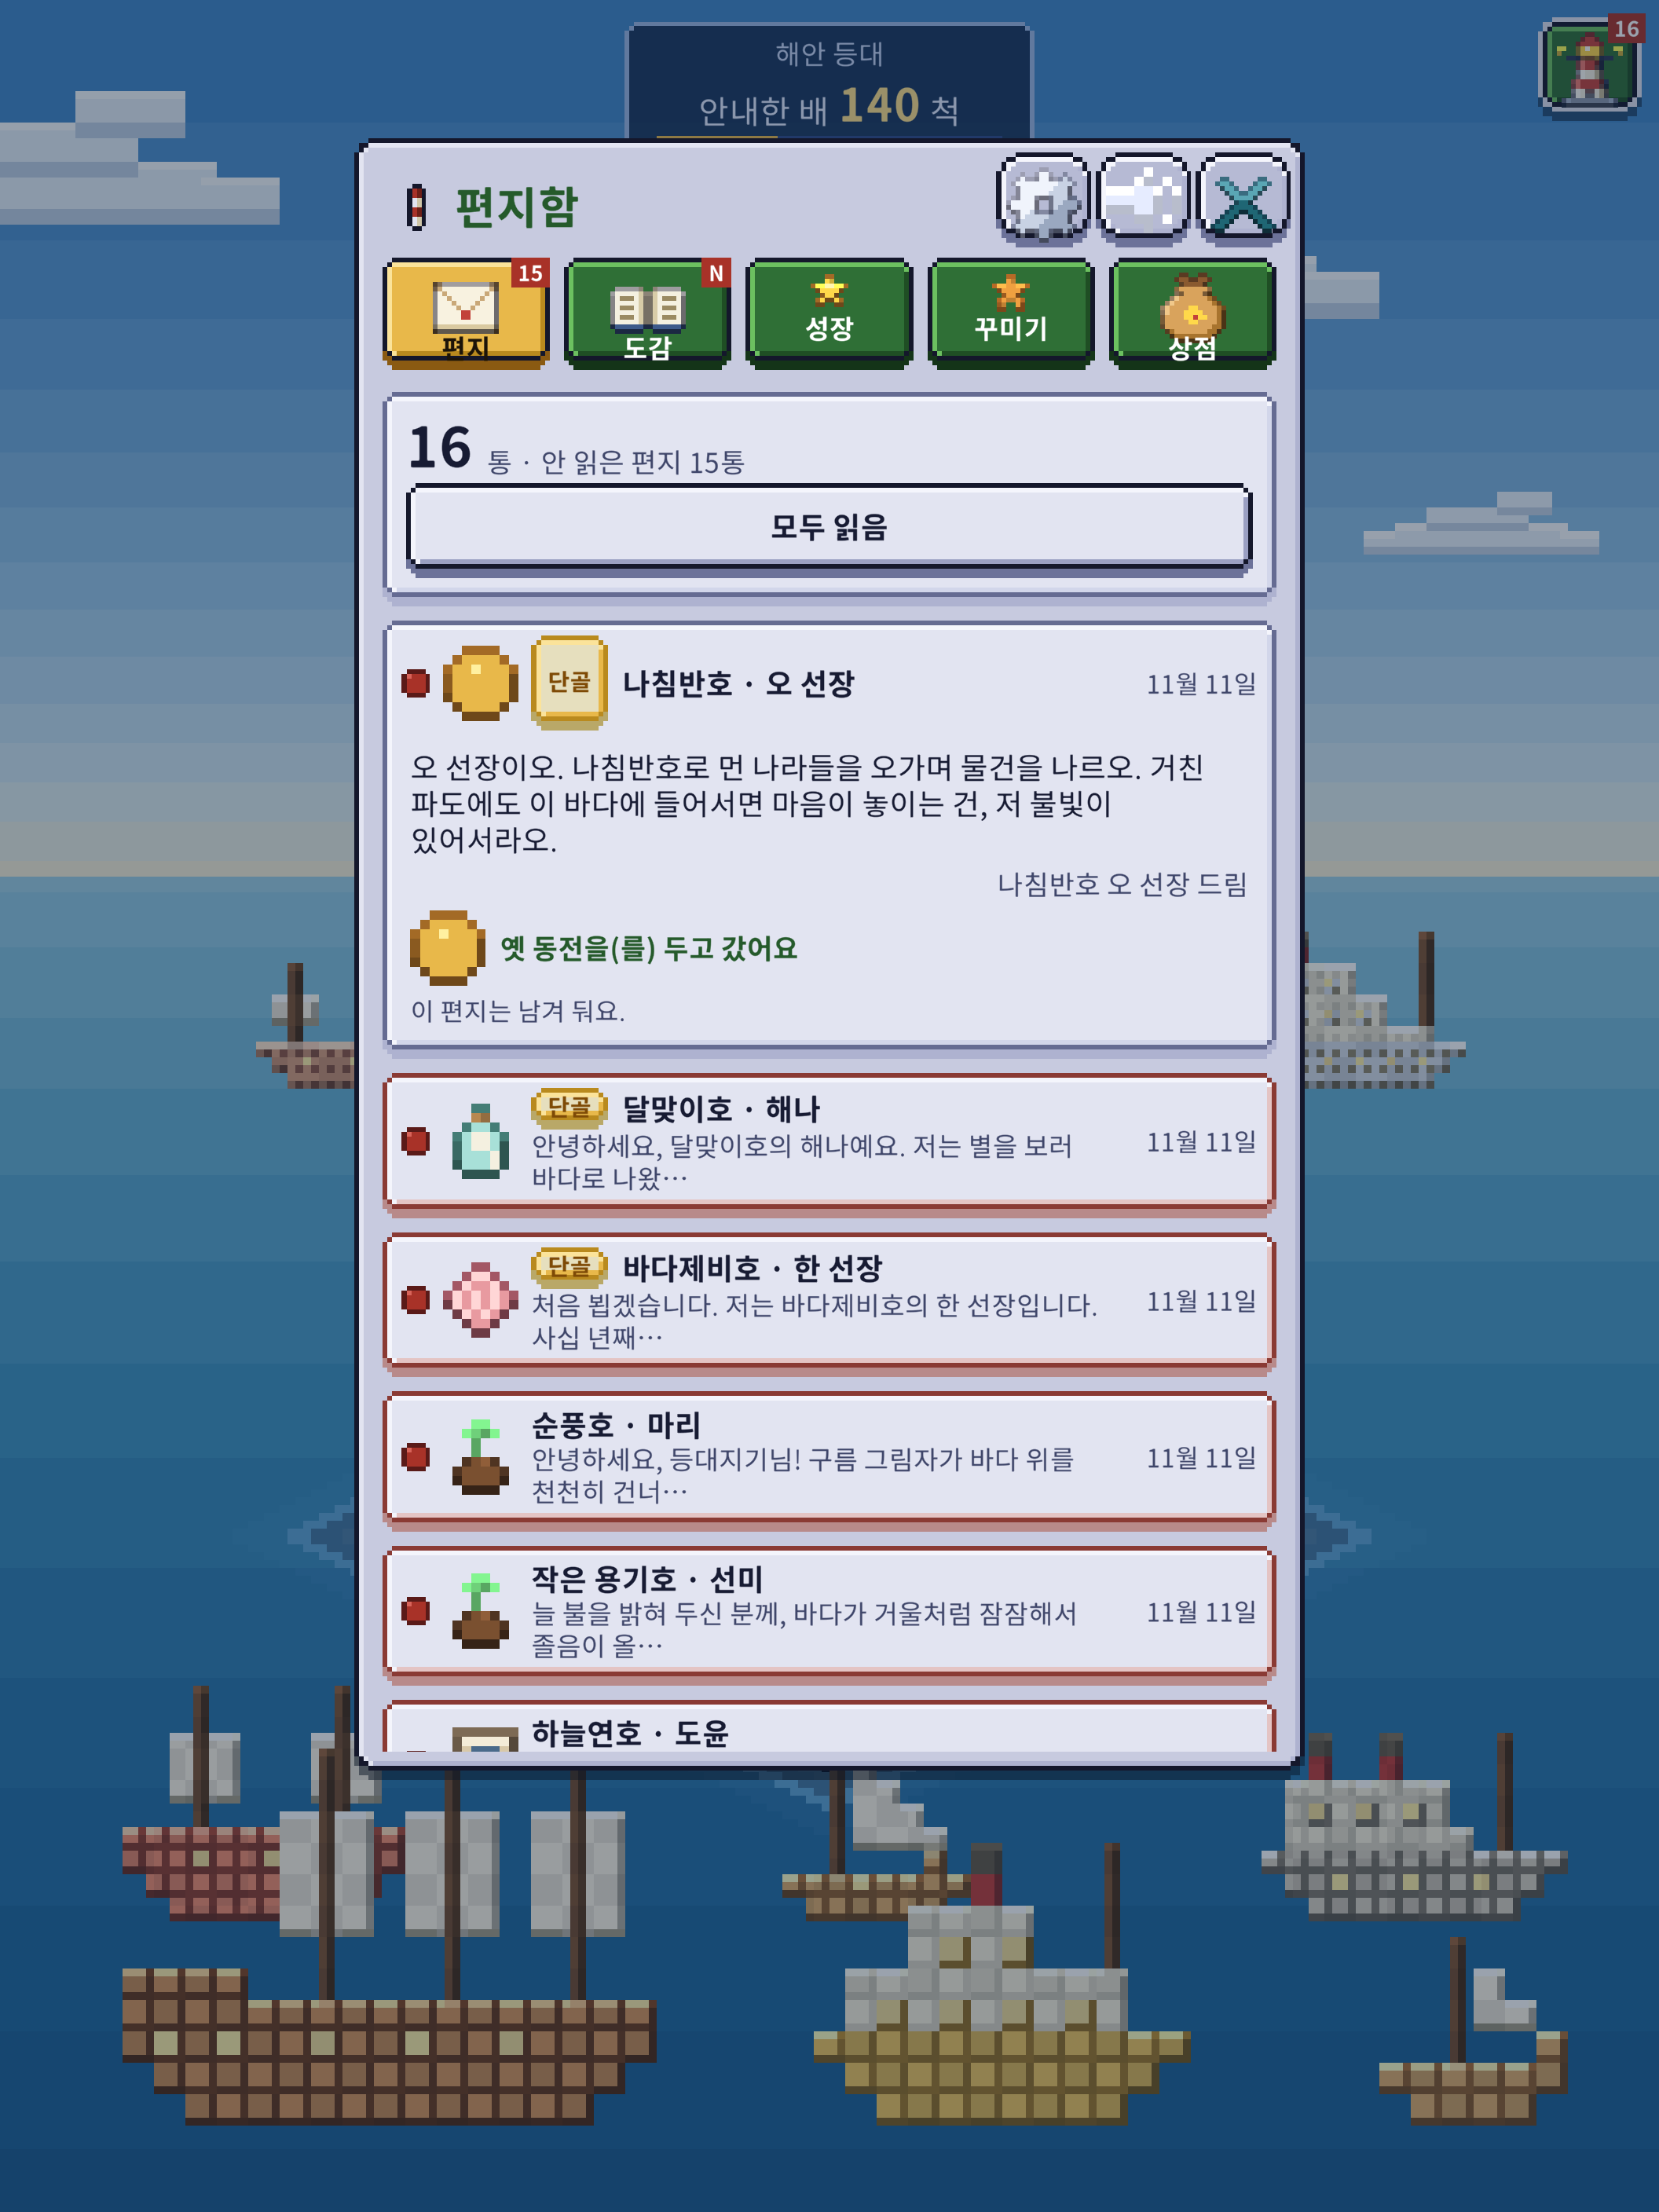 해안 등대
안내한 배 140 척
16
편지함
15
N
편지
도감
성장
꾸미기
상점
16 통 · 안 읽은 편지 15통
모두 읽음
단골 나침반호 · 오 선장 11월 11일
오 선장이오. 나침반호로 먼 나라들을 오가며 물건을 나르오. 거친
파도에도 이 바다에 들어서면 마음이 놓이는 건, 저 불빛이
있어서라오.
나침반호 오 선장 드림
옛 동전을(를) 두고 갔어요
이 편지는 남겨 둬요.
단골 달맞이호 · 해나
안녕하세요, 달맞이호의 해나예요. 저는 별을 보러
바다로 나왔…
11월 11일
단골 바다제비호 · 한 선장
처음 뵙겠습니다. 저는 바다제비호의 한 선장입니다.
사십 년째…
11월 11일
순풍호 · 마리
안녕하세요, 등대지기님! 구름 그림자가 바다 위를
천천히 건너…
11월 11일
작은 용기호 · 선미
늘 불을 밝혀 두신 분께, 바다가 거울처럼 잠잠해서
졸음이 올…
11월 11일
하늘연호 · 도윤